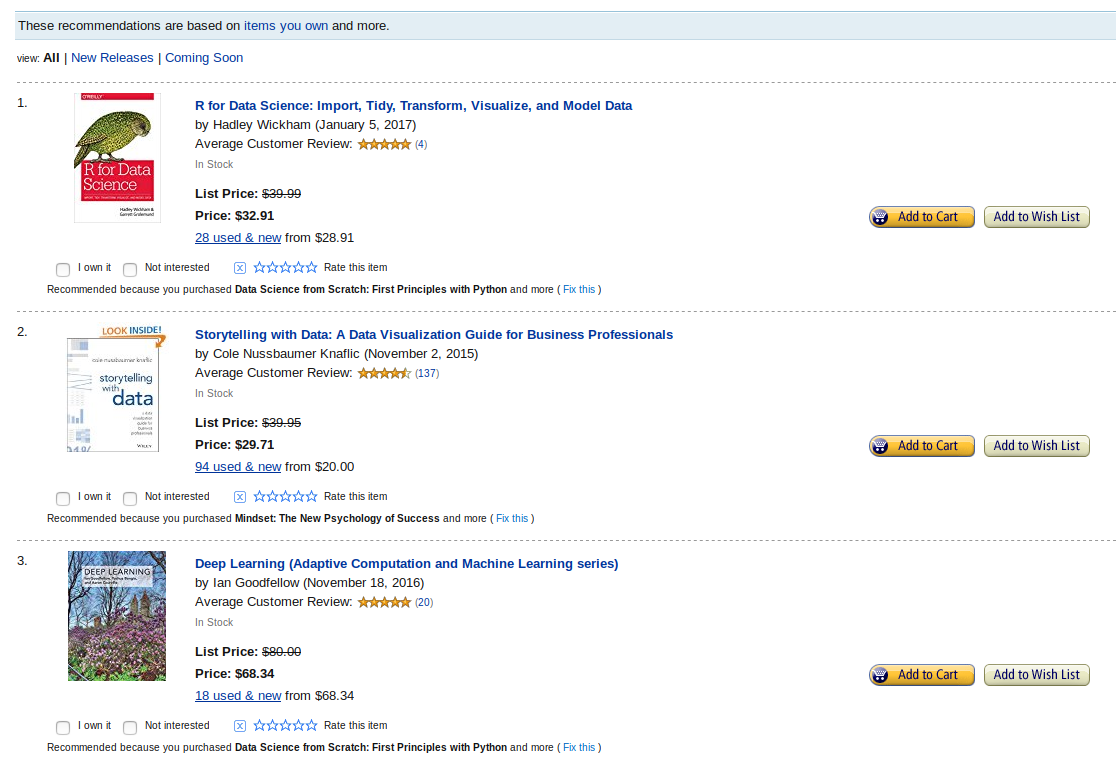 These recommendations are based on items you own and more.
view: All | New Releases | Coming Soon
1.
O'REILLY
R for Data
Science
Hadley Wickham &
Garrett Grolemund
R for Data Science: Import, Tidy, Transform, Visualize, and Model Data
by Hadley Wickham (January 5, 2017)
Average Customer Review: (4)
In Stock
List Price: $39.99
Price: $32.91
28 used & new from $28.91
Add to Cart
Add to Wish List
I own it
Not interested
x
Rate this item
Recommended because you purchased Data Science from Scratch: First Principles with Python and more ( Fix this )
2.
LOOK INSIDE!
cole nussbaumer knaflic
storytelling
with
data
a data
visualization
guide for
business
professionals
WILEY
Storytelling with Data: A Data Visualization Guide for Business Professionals
by Cole Nussbaumer Knaflic (November 2, 2015)
Average Customer Review: (137)
In Stock
List Price: $39.95
Price: $29.71
94 used & new from $20.00
Add to Cart
Add to Wish List
I own it
Not interested
x
Rate this item
Recommended because you purchased Mindset: The New Psychology of Success and more ( Fix this )
3.
DEEP LEARNING
Ian Goodfellow, Yoshua Bengio,
and Aaron Courville
Deep Learning (Adaptive Computation and Machine Learning series)
by Ian Goodfellow (November 18, 2016)
Average Customer Review: (20)
In Stock
List Price: $80.00
Price: $68.34
18 used & new from $68.34
Add to Cart
Add to Wish List
I own it
Not interested
x
Rate this item
Recommended because you purchased Data Science from Scratch: First Principles with Python and more ( Fix this )